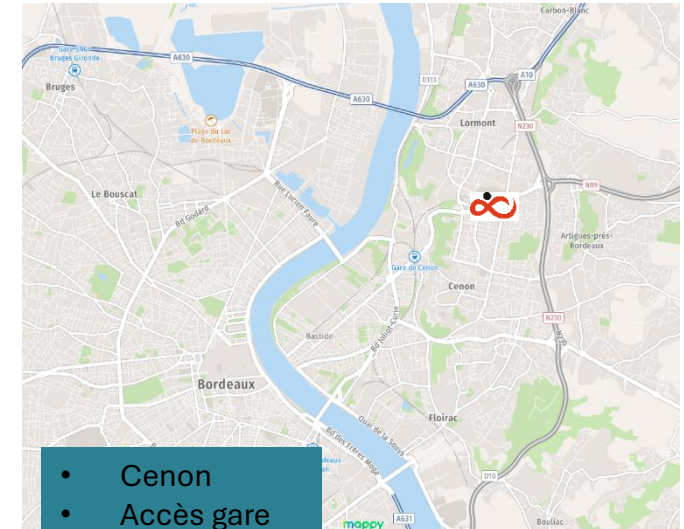 Carbon-Blanc
Gare SNCF
Bruges Gironde
A630
A10
D113
A630
Bruges
A630
Lormont
N230
Plage du Lac
de Bordeaux
N89
Le Bouscat
Rue Lucien Faure
Bd Godard
Artigues-près-
Bordeaux
Gare de Cenon
Cenon
N230
N230
Bastide
Bd Joliot-Curie
Bordeaux
Floirac
Quai de la Souys
Bd des Frères Moga
D10
• Cenon
• Accès gare
mappy
A631
Bouliac